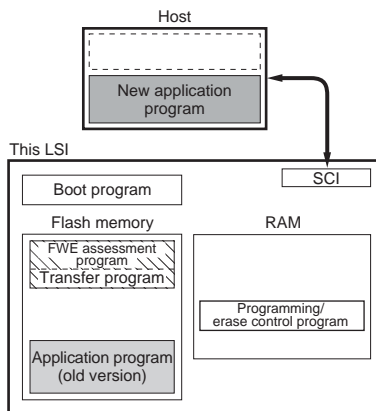 Host
New application
program
This LSI
SCI
Boot program
Flash memory
RAM
FWE assessment
program
Transfer program
Programming/
erase control program
Application program
(old version)